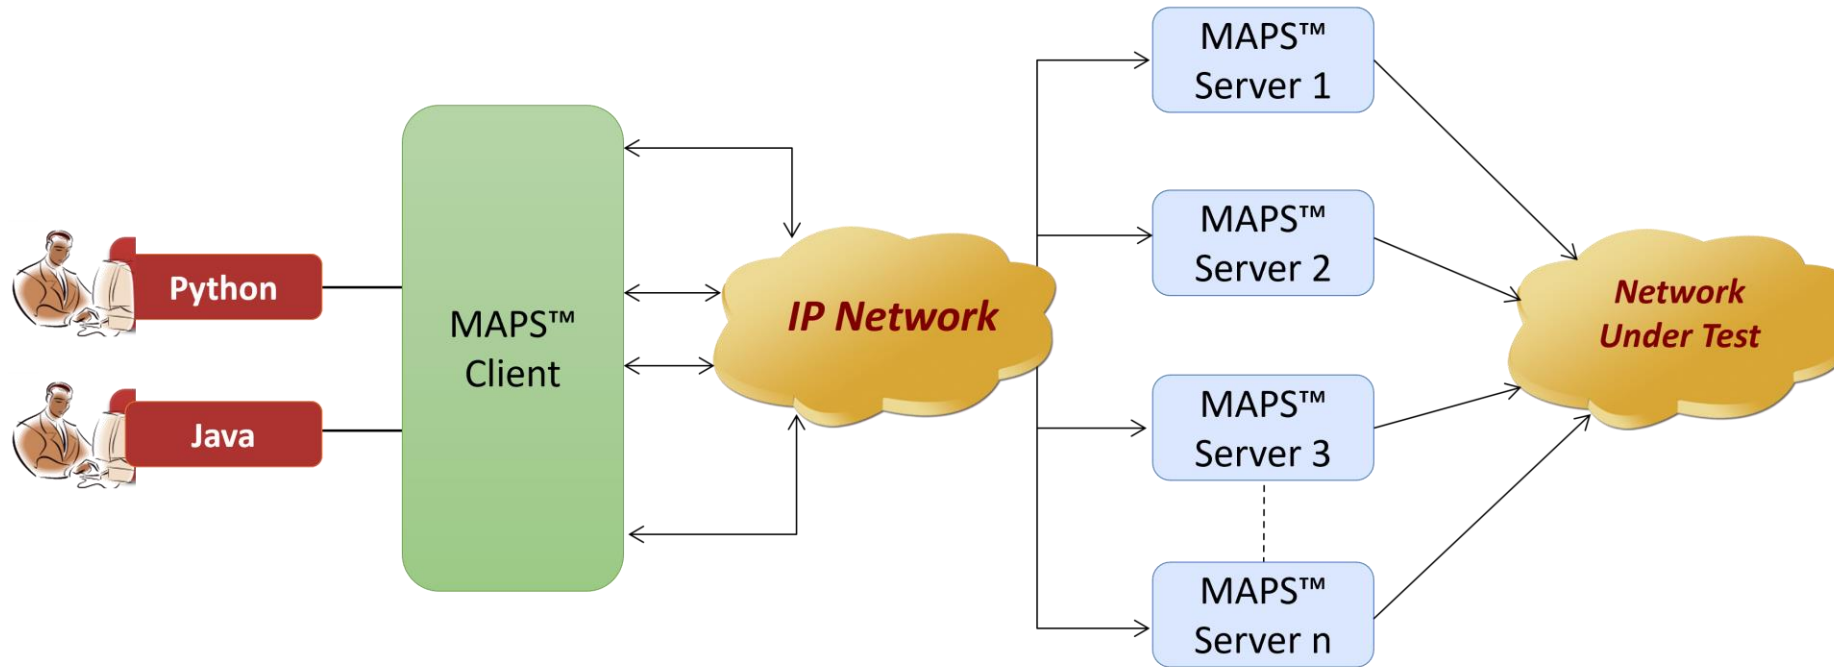 Python
Java
MAPS™
Client
IP Network
MAPS™
Server 1
MAPS™
Server 2
MAPS™
Server 3
MAPS™
Server n
Network
Under Test